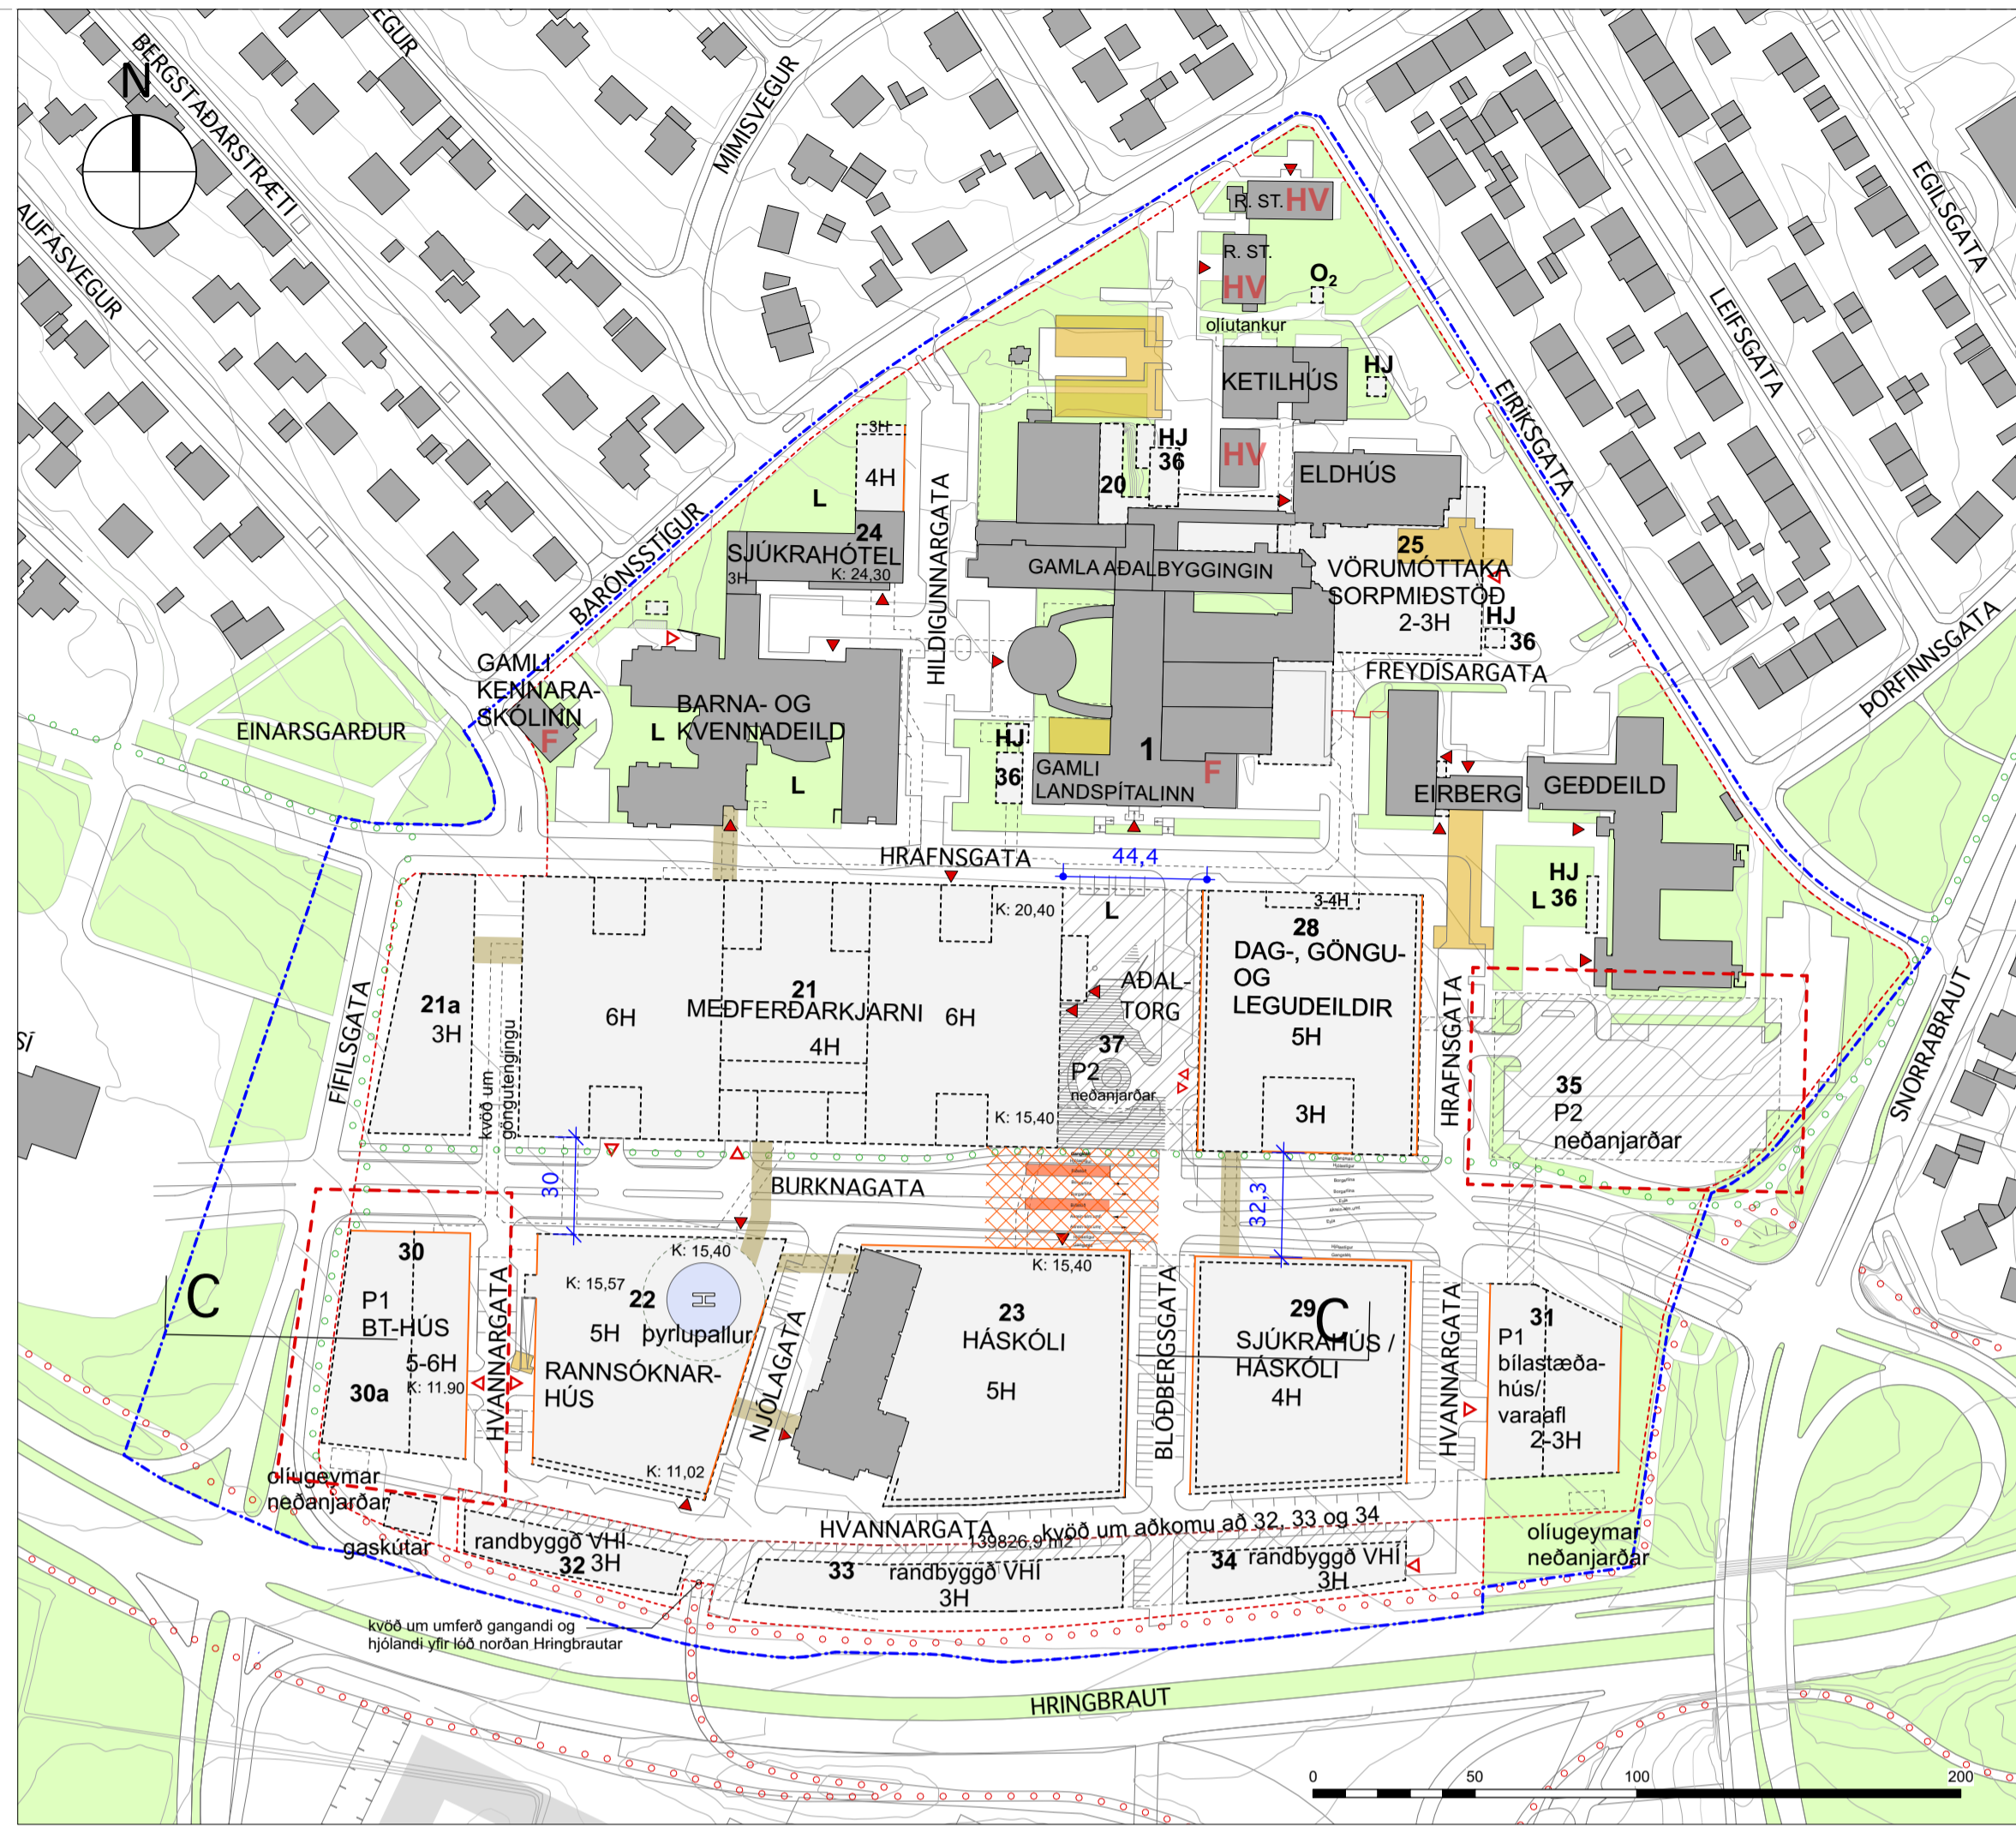 N
BERGSTAÐARSTRÆTI
EGUR
MIMISVEGUR
AUFÁSVEGUR
EGILSGATA
LEIFSGATA
EIRÍKSGATA
ÞORFINNSGATA
BARÓNSSTÍGUR
R. ST. HV
R. ST.
HV
O2
olíutankur
KETILHÚS
HJ
3H
4H
L
24
SJÚKRAHÓTEL
3H
K: 24,30
HILDIGUNNARGATA
HJ
36
20
HV
ELDHÚS
GAMLA AÐALBYGGINGIN
25
VÖRUMÓTTAKA
SORPMIÐSTÖÐ
2-3H
HJ
36
FREYDÍSARGATA
GAMLI
KENNARA-
SKÓLINN
F
EINARSGARÐUR
BARNA- OG
KVENNADEILD
L
L
HJ
36
1
GAMLI
LANDSPÍTALINN
F
EIRBERG
GEÐDEILD
HJ
L 36
HRAFNSGATA
44,4
21a
3H
FÍFILSGATA
SÍ
kvöð um
göngutengingu
6H
21
MEÐFERÐARKJARNI
4H
6H
K: 20,40
K: 15,40
L
AÐAL-
TORG
37
P2
neðanjarðar
3-4H
28
DAG-, GÖNGU-
OG
LEGUDEILDIR
5H
3H
HRAFNSGATA
35
P2
neðanjarðar
SNORRABRAUT
30
BURKNAGATA
32,3
30
P1
BT-HÚS
5-6H
K: 11.90
30a
C
HVANNARGATA
K: 15,40
K: 15,57
22
5H þyrlupallur
H
RANNSÓKNAR-
HÚS
K: 11,02
NJÓLAGATA
K: 15,40
23
HÁSKÓLI
5H
BLÓÐBERGSGATA
29
C
SJÚKRAHÚS /
HÁSKÓLI
4H
HVANNARGATA
31
P1
bílastæða-
hús/
varaafl
2-3H
olíugeymar
neðanjarðar
gaskútar
randbyggð VHÍ
32 3H
HVANNARGATA
kvöð um aðkomu að 32, 33 og 34
139826,9 m2
33
randbyggð VHÍ
3H
34
randbyggð VHÍ
3H
olíugeymar
neðanjarðar
kvöð um umferð gangandi og
hjólandi yfir lóð norðan Hringbrautar
HRINGBRAUT
0 50 100 200